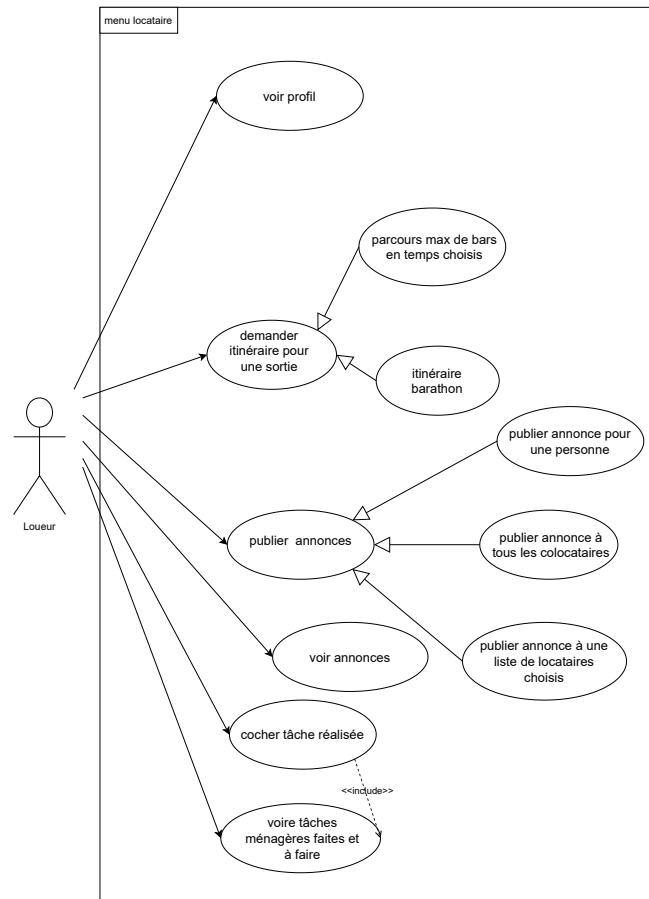 menu locataire
voir profil
parcours max de bars
en temps choisis
demander
itinéraire pour
une sortie
itinéraire
barathon
publier annonce pour
une personne
Loueur
publier annonces
publier annonce à
tous les colocataires
voir annonces
publier annonce à une
liste de locataires
choisis
cocher tâche réalisée
<<include>>
voire tâches
ménagères faites et
à faire